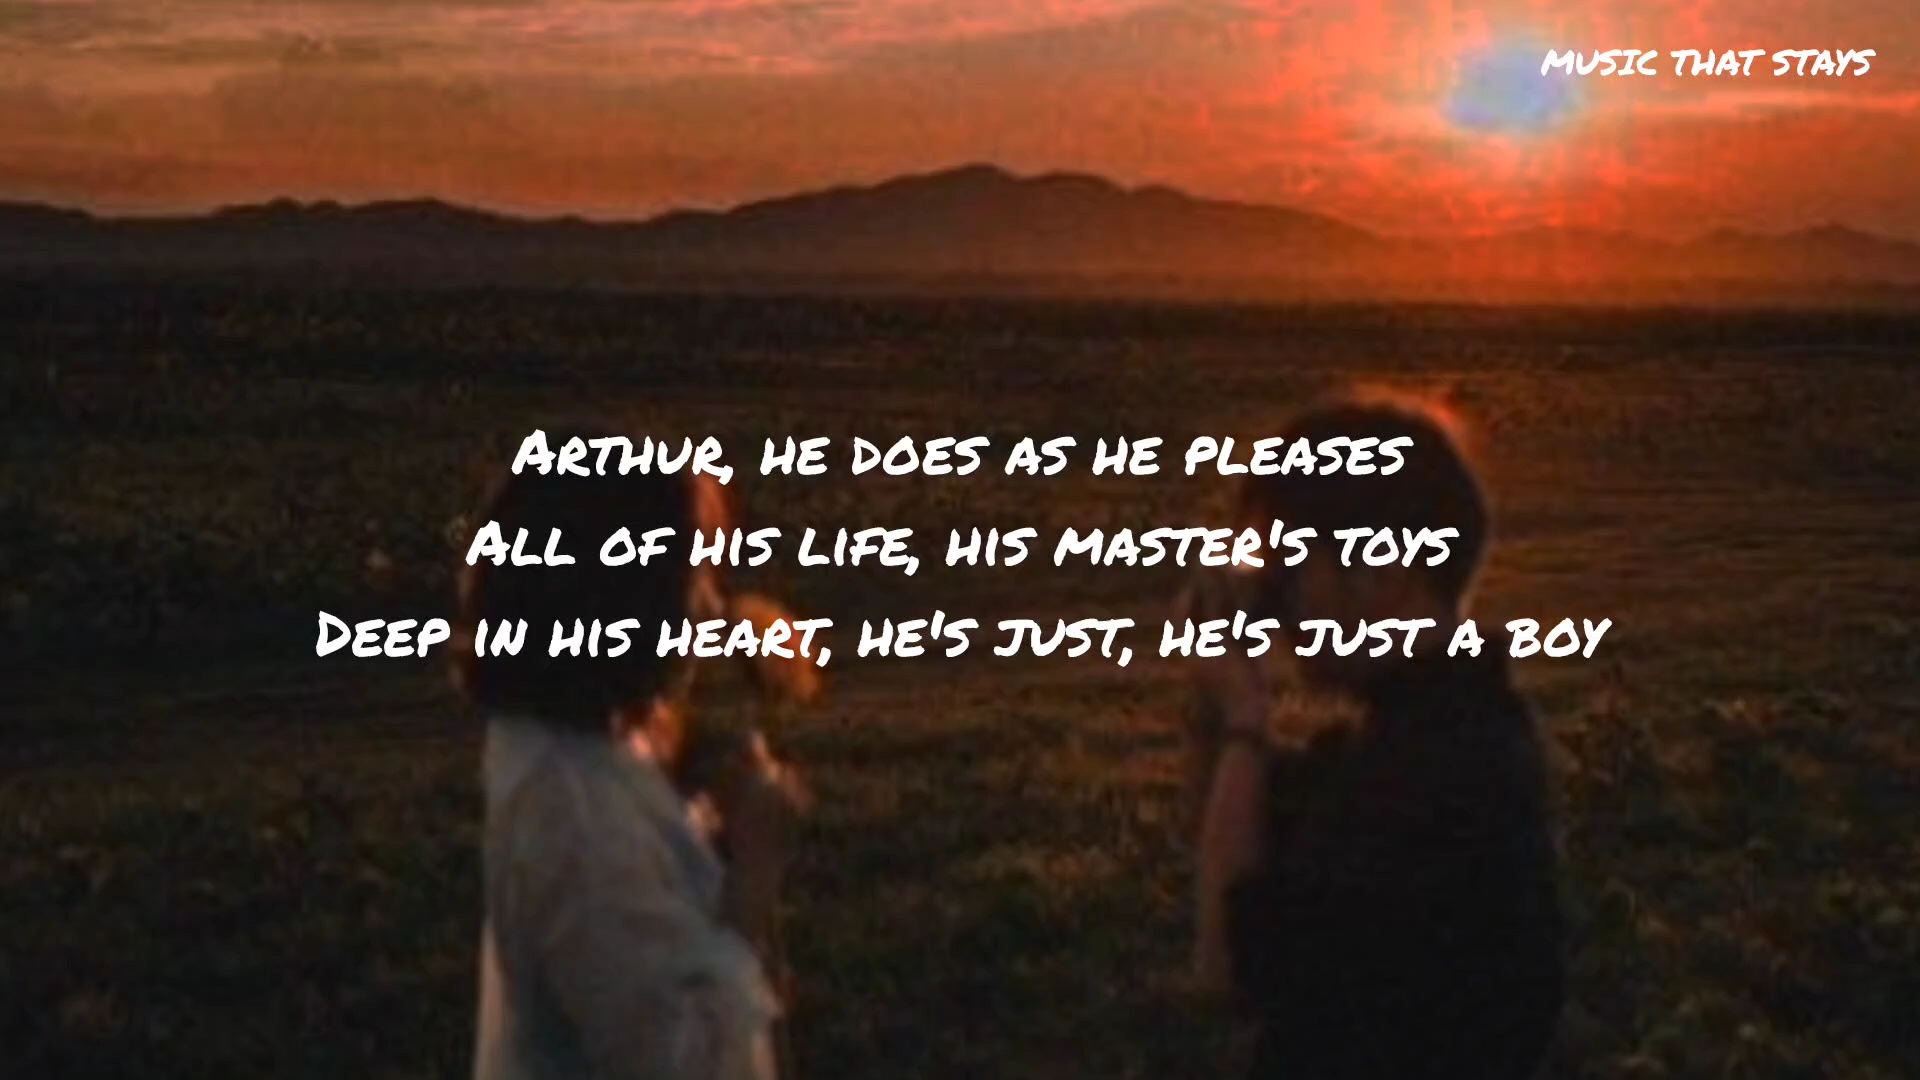 MUSIC THAT STAYS
Arthur, he does as he pleases
All of his life, his master's toys
Deep in his heart, he's just, he's just a boy